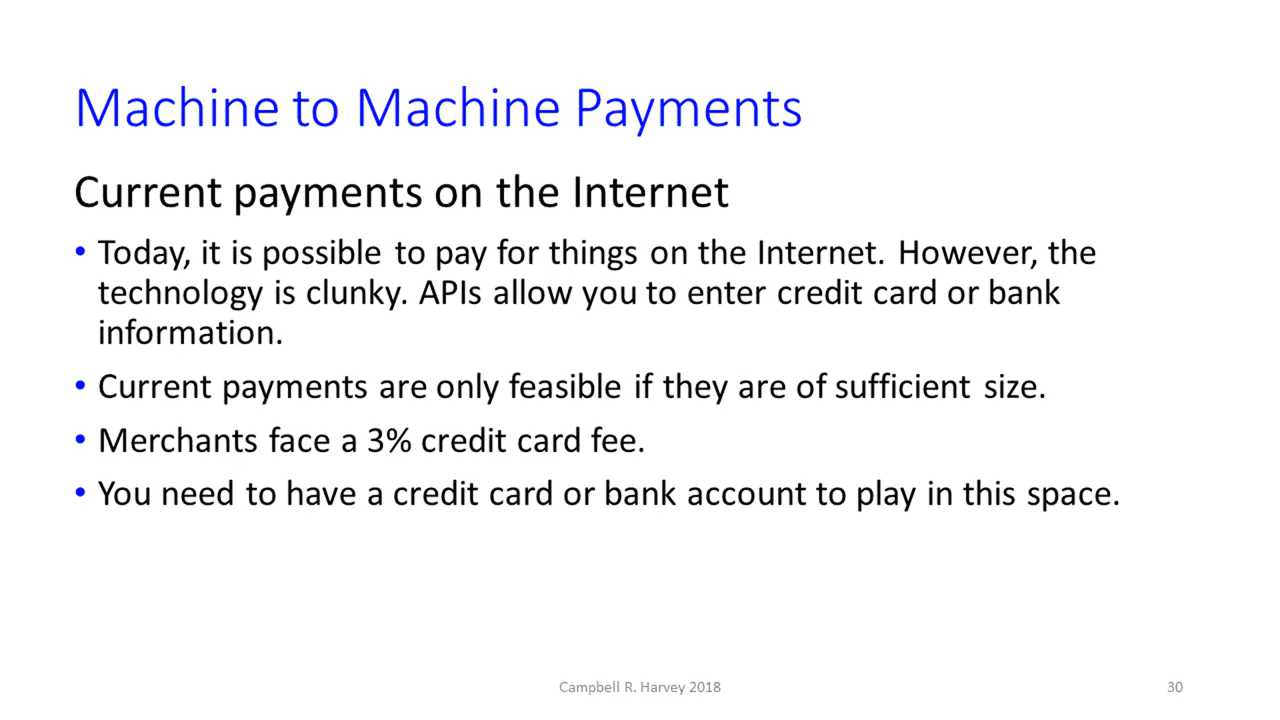 Machine to Machine Payments
Current payments on the Internet
• Today, it is possible to pay for things on the Internet. However, the
technology is clunky. APIs allow you to enter credit card or bank
information.
• Current payments are only feasible if they are of sufficient size.
• Merchants face a 3% credit card fee.
• You need to have a credit card or bank account to play in this space.
Campbell R. Harvey 2018
30